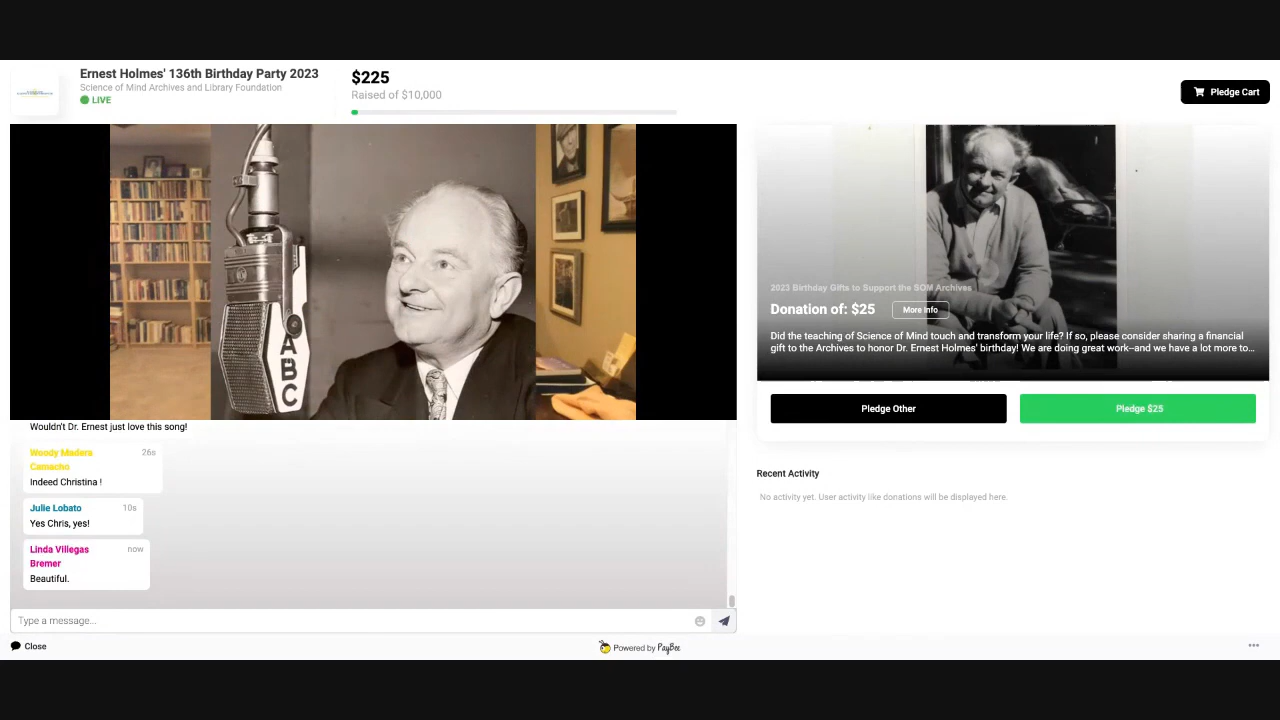 Ernest Holmes' 136th Birthday Party 2023
Science of Mind Archives and Library Foundation
LIVE
$225
Raised of $10,000
Pledge Cart
ABC
Wouldn't Dr. Ernest just love this song!
Woody Madera 26s
Camacho
Indeed Christina !
Julie Lobato 10s
Yes Chris, yes!
Linda Villegas now
Bremer
Beautiful.
Type a message...
Close
Powered by PayBee
2023 Birthday Gifts to Support the SOM Archives
Donation of: $25 More Info
Did the teaching of Science of Mind touch and transform your life? If so, please consider sharing a financial
gift to the Archives to honor Dr. Ernest Holmes' birthday! We are doing great work–and we have a lot more to...
Pledge Other
Pledge $25
Recent Activity
No activity yet. User activity like donations will be displayed here.